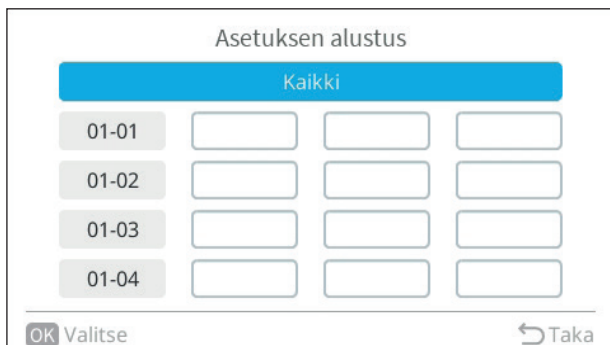 Asetuksen alustus
Kaikki
01-01
01-02
01-03
01-04
OK Valitse
Taka